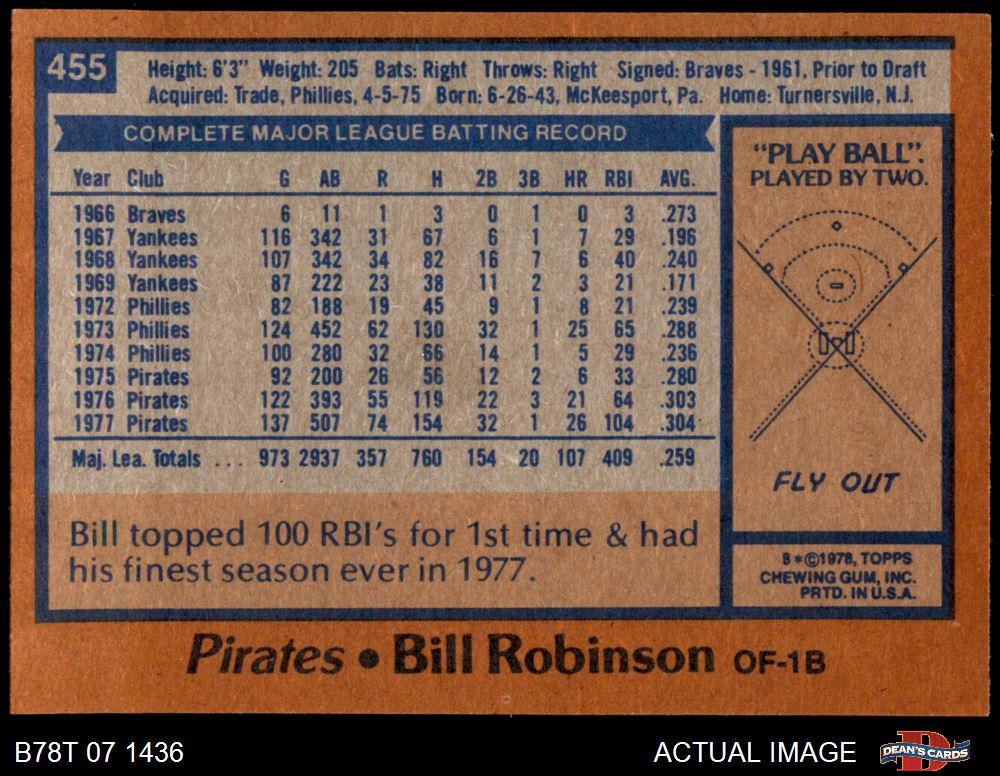 455
Height: 6'3" Weight: 205 Bats: Right Throws: Right Signed: Braves - 1961, Prior to Draft
Acquired: Trade, Phillies, 4-5-75 Born: 6-26-43, McKeesport, Pa. Home: Turnersville, N.J.
COMPLETE MAJOR LEAGUE BATTING RECORD
Year Club G AB R H 2B 3B HR RBI AVG.
1966 Braves 6 11 1 3 0 1 0 3 .273
1967 Yankees 116 342 31 67 6 1 7 29 .196
1968 Yankees 107 342 34 82 16 7 6 40 .240
1969 Yankees 87 222 23 38 11 2 3 21 .171
1972 Phillies 82 188 19 45 9 1 8 21 .239
1973 Phillies 124 452 62 130 32 1 25 65 .288
1974 Phillies 100 280 32 66 14 1 5 29 .236
1975 Pirates 92 200 26 56 12 2 6 33 .280
1976 Pirates 122 393 55 119 22 3 21 64 .303
1977 Pirates 137 507 74 154 32 1 26 104 .304
Maj. Lea. Totals ... 973 2937 357 760 154 20 107 409 .259
Bill topped 100 RBI's for 1st time & had
his finest season ever in 1977.
"PLAY BALL".
PLAYED BY TWO.
FLY OUT
B*©1978, TOPPS
CHEWING GUM, INC.
PRTD. IN U.S.A.
Pirates • Bill Robinson OF-1B
B78T 07 1436
ACTUAL IMAGE
DEAN'S CARDS